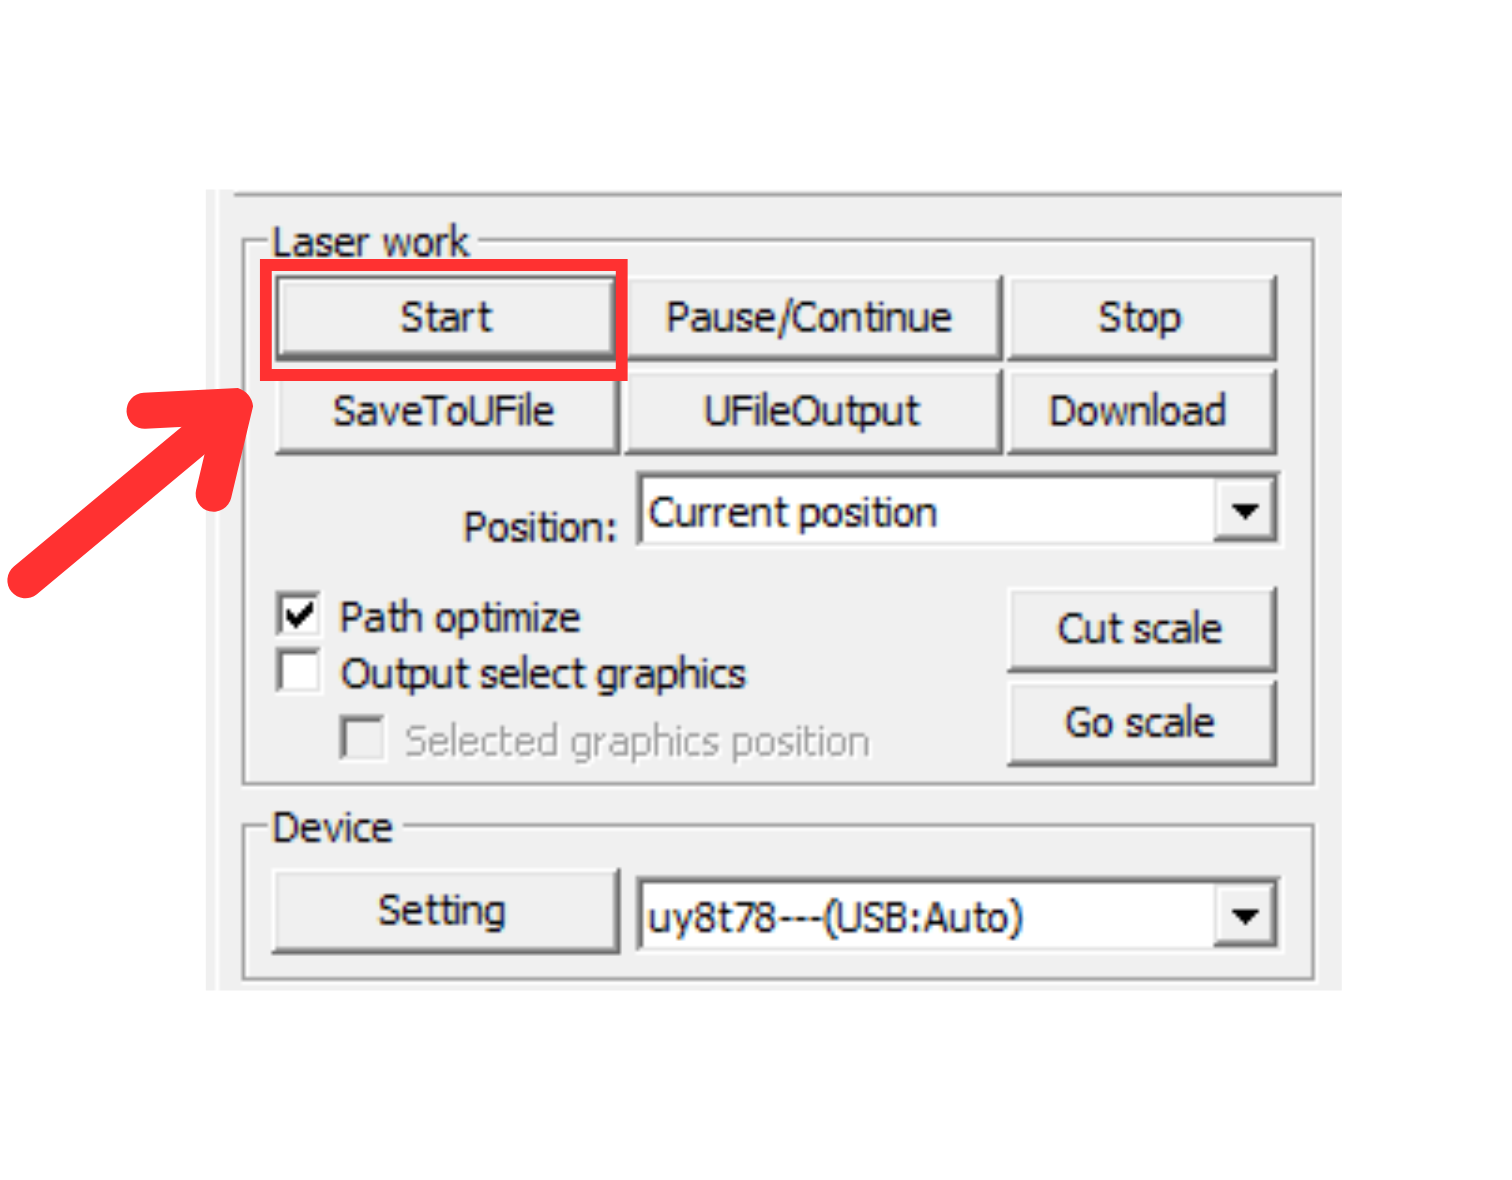 Laser work
Start Pause/Continue Stop
SaveToUFile UFileOutput Download
Position: Current position
Path optimize
Cut scale
Output select graphics
Go scale
Selected graphics position
Device
Setting uy8t78---(USB:Auto)